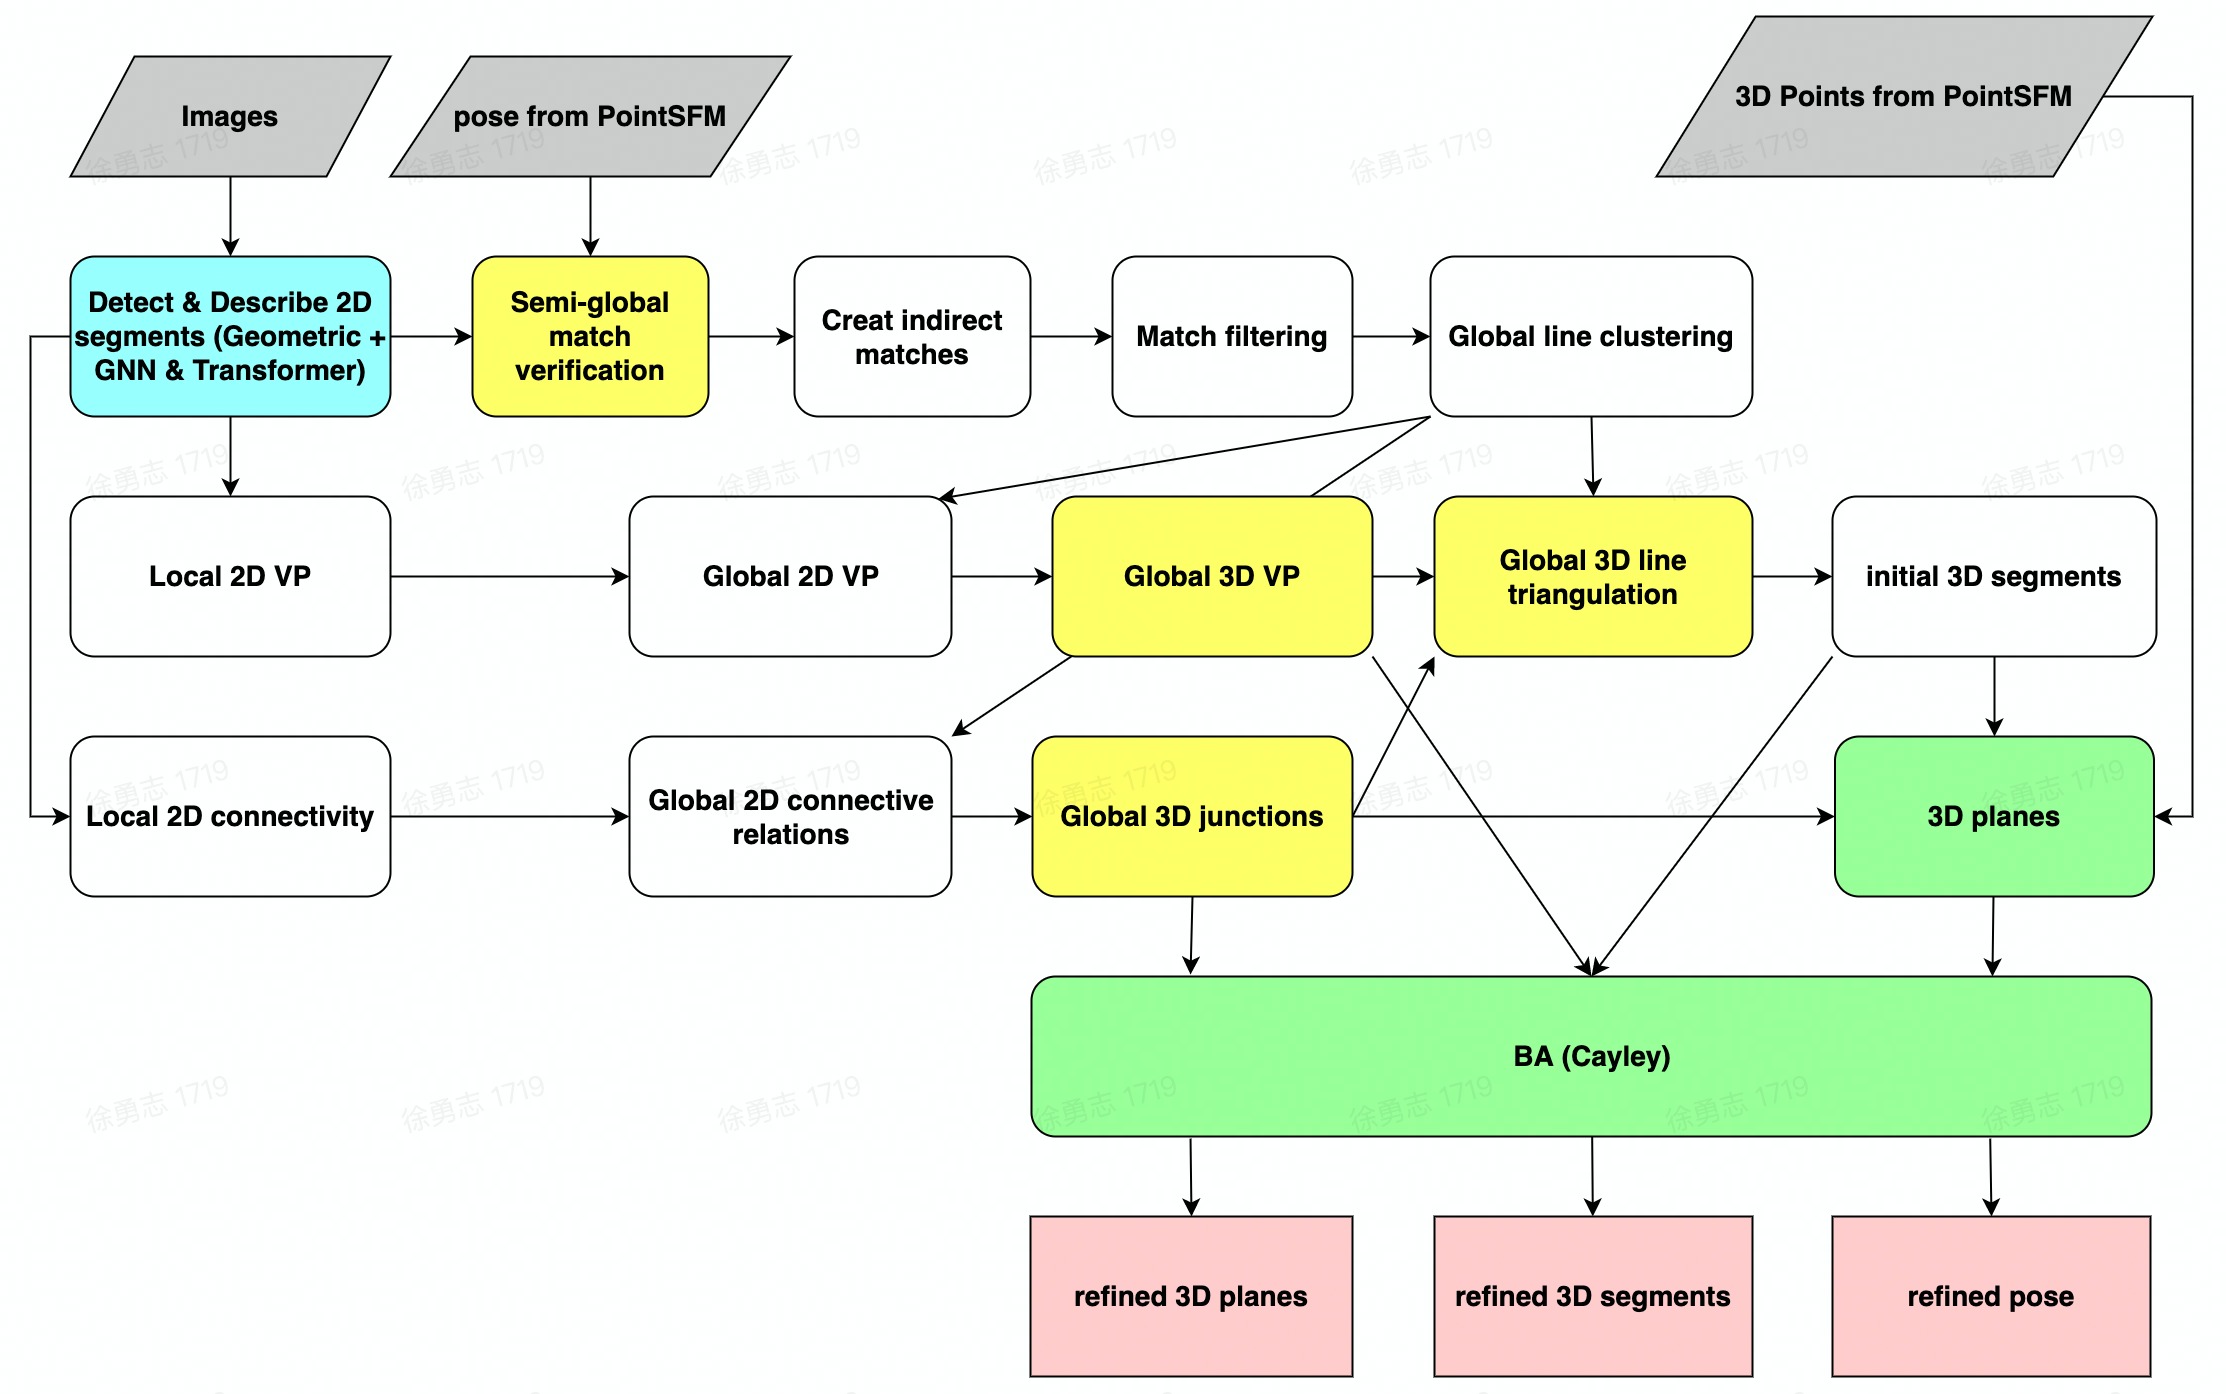 Images
pose from PointSFM
3D Points from PointSFM
Detect & Describe 2D
segments (Geometric +
GNN & Transformer)
Semi-global
match
verification
Creat indirect
matches
Match filtering
Global line clustering
Local 2D VP
Global 2D VP
Global 3D VP
Global 3D line
triangulation
initial 3D segments
Local 2D connectivity
Global 2D connective
relations
Global 3D junctions
3D planes
BA (Cayley)
refined 3D planes
refined 3D segments
refined pose
徐勇志 1719